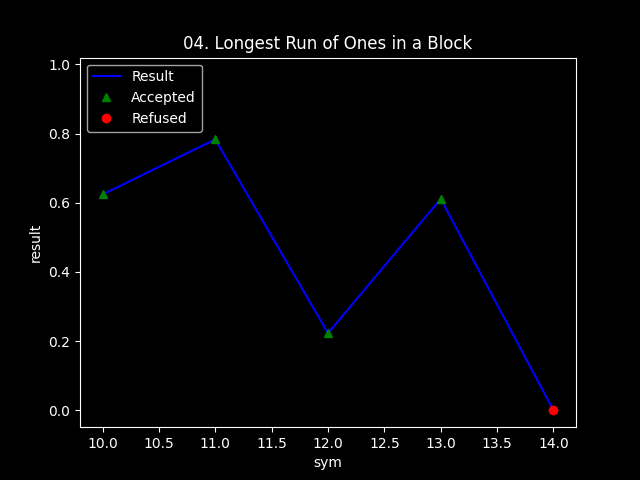 04. Longest Run of Ones in a Block
1.0
0.8
0.6
0.4
0.2
0.0
result
Result
Accepted
Refused
10.0 10.5 11.0 11.5 12.0 12.5 13.0 13.5 14.0
sym